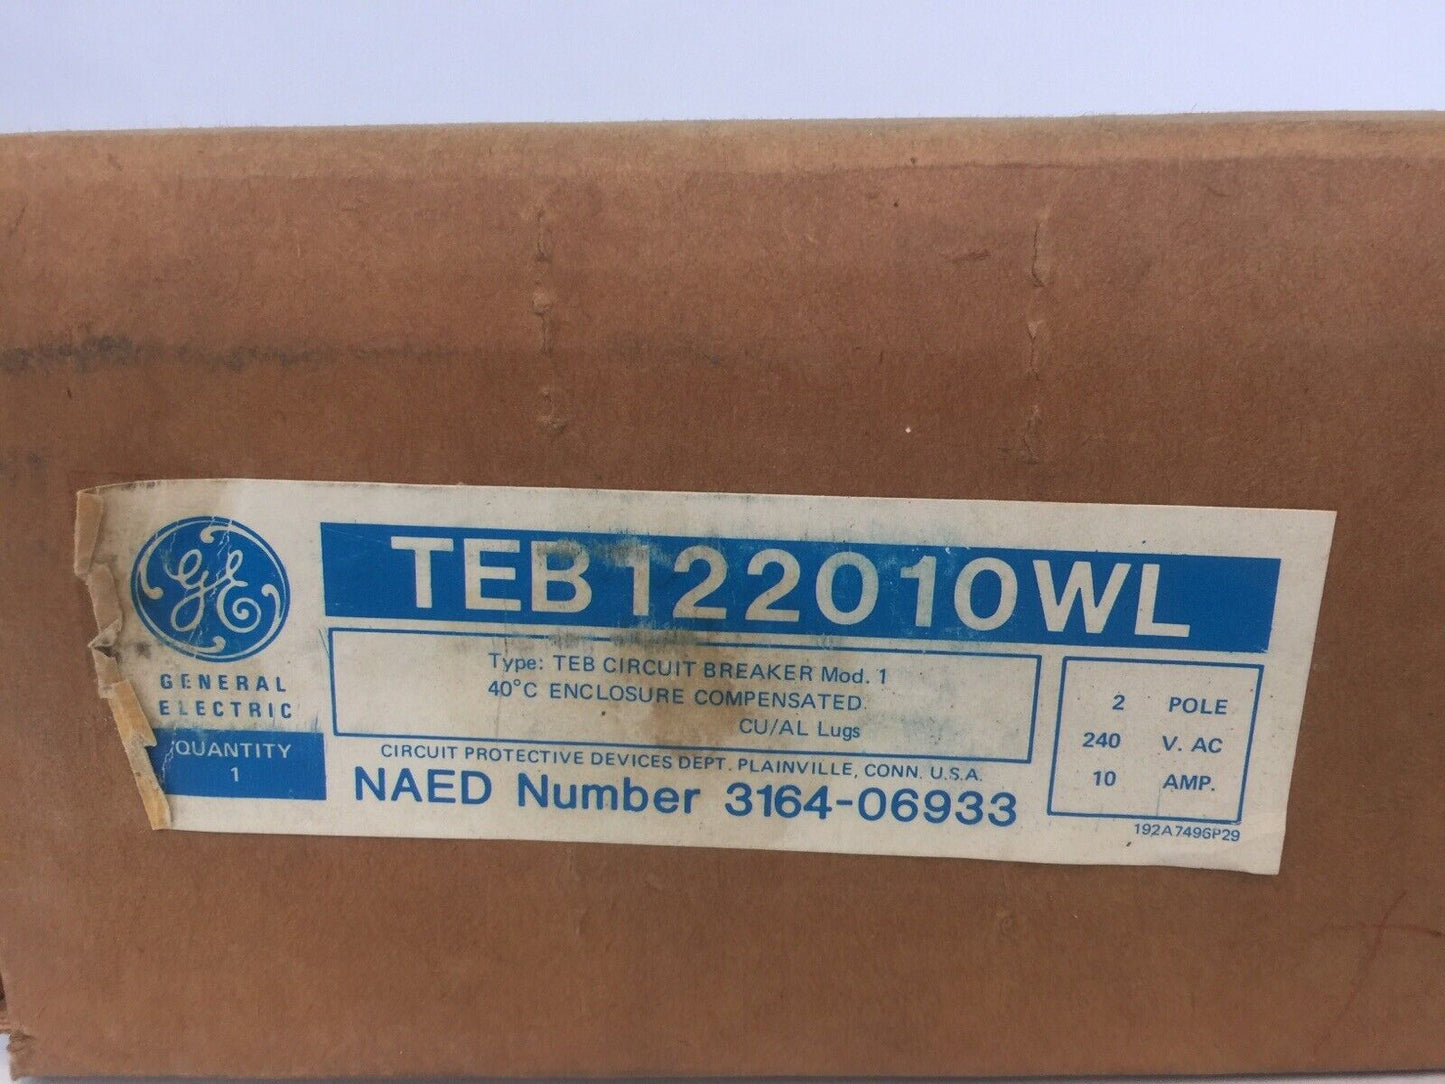 GE
GENERAL
ELECTRIC
QUANTITY
1
TEB122010WL
Type: TEB CIRCUIT BREAKER Mod. 1
40°C ENCLOSURE COMPENSATED
CU/AL Lugs
2 POLE
240 V. AC
10 AMP.
CIRCUIT PROTECTIVE DEVICES DEPT. PLAINVILLE, CONN. U.S.A.
NAED Number 3164-06933
192A7496P29